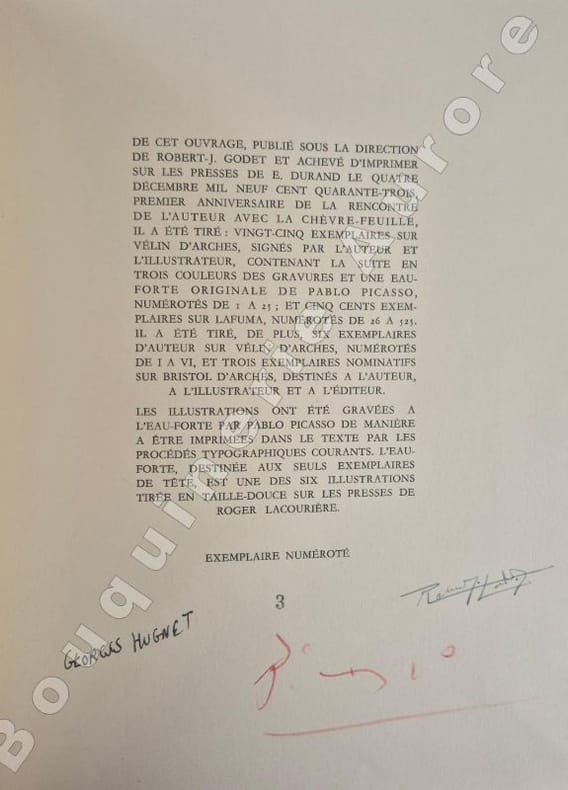 DE CET OUVRAGE, PUBLIÉ SOUS LA DIRECTION
DE ROBERT-J. GODET ET ACHEVÉ D'IMPRIMER
SUR LES PRESSES DE E. DURAND LE QUATRE
DÉCEMBRE MIL NEUF CENT QUARANTE-TROIS,
PREMIER ANNIVERSAIRE DE LA RENCONTRE
DE L'AUTEUR AVEC LA CHÈVRE-FEUILLE,
IL A ÉTÉ TIRÉ : VINGT-CINQ EXEMPLAIRES SUR
VÉLIN D'ARCHES, SIGNÉS PAR L'AUTEUR ET
L'ILLUSTRATEUR, CONTENANT LA SUITE EN
TROIS COULEURS DES GRAVURES ET UNE EAU-
FORTE ORIGINALE DE PABLO PICASSO,
NUMÉROTÉS DE 1 A 25 ; ET CINQ CENTS EXEM-
PLAIRES SUR LAFUMA, NUMÉROTÉS DE 26 A 525.
IL A ÉTÉ TIRÉ, DE PLUS, SIX EXEMPLAIRES
D'AUTEUR SUR VÉLIN D'ARCHES, NUMÉROTÉS
DE I A VI, ET TROIS EXEMPLAIRES NOMINATIFS
SUR BRISTOL D'ARCHES, DESTINÉS A L'AUTEUR,
A L'ILLUSTRATEUR ET A L'ÉDITEUR.
LES ILLUSTRATIONS ONT ÉTÉ GRAVÉES A
L'EAU-FORTE PAR PABLO PICASSO DE MANIÈRE
A ÊTRE IMPRIMÉES DANS LE TEXTE PAR LES
PROCÉDÉS TYPOGRAPHIQUES COURANTS. L'EAU-
FORTE, DESTINÉE AUX SEULS EXEMPLAIRES
DE TÊTE EST UNE DES SIX ILLUSTRATIONS
TIRÉE EN TAILLE-DOUCE SUR LES PRESSES DE
ROGER LACOURIÈRE.
EXEMPLAIRE NUMÉROTÉ
3
GEORGES HUGNET
Picasso
Bouquinerie Aurore